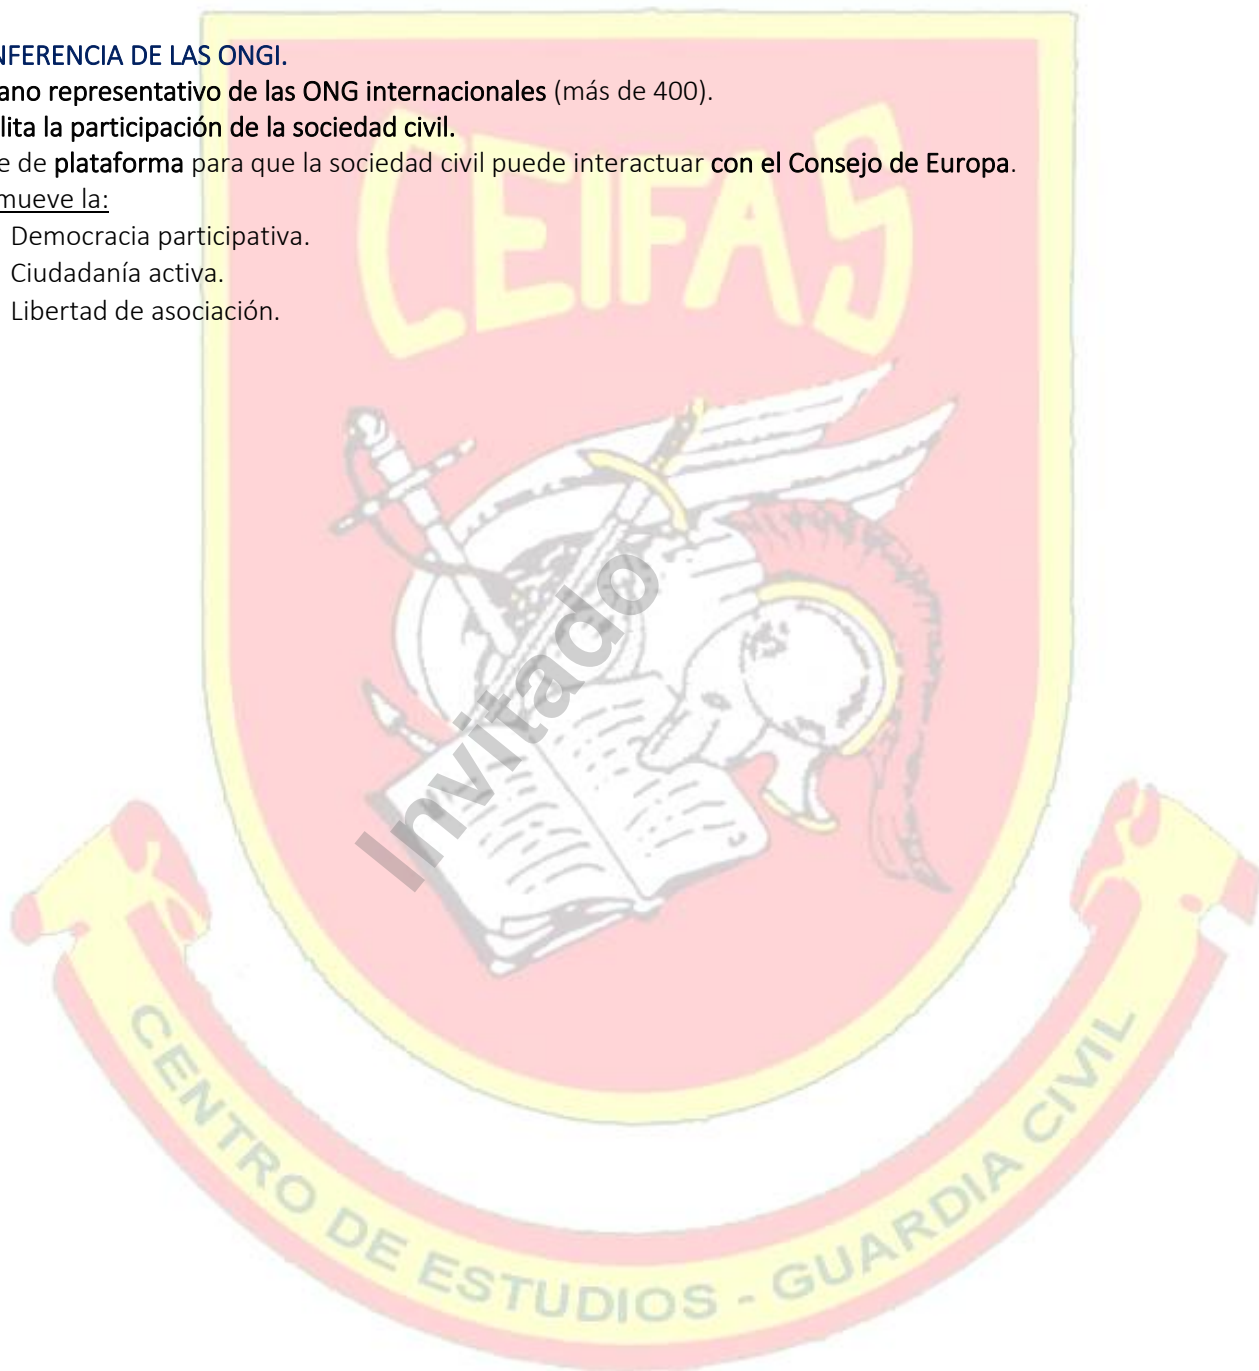 NFERENCIA DE LAS ONGI.
ano representativo de las ONG internacionales (más de 400).
lita la participación de la sociedad civil.
e de plataforma para que la sociedad civil puede interactuar con el Consejo de Europa.
mueve la:
Democracia participativa.
Ciudadanía activa.
Libertad de asociación.
CEIFAS
Invitado
CENTRO DE ESTUDIOS - GUARDIA CIVIL